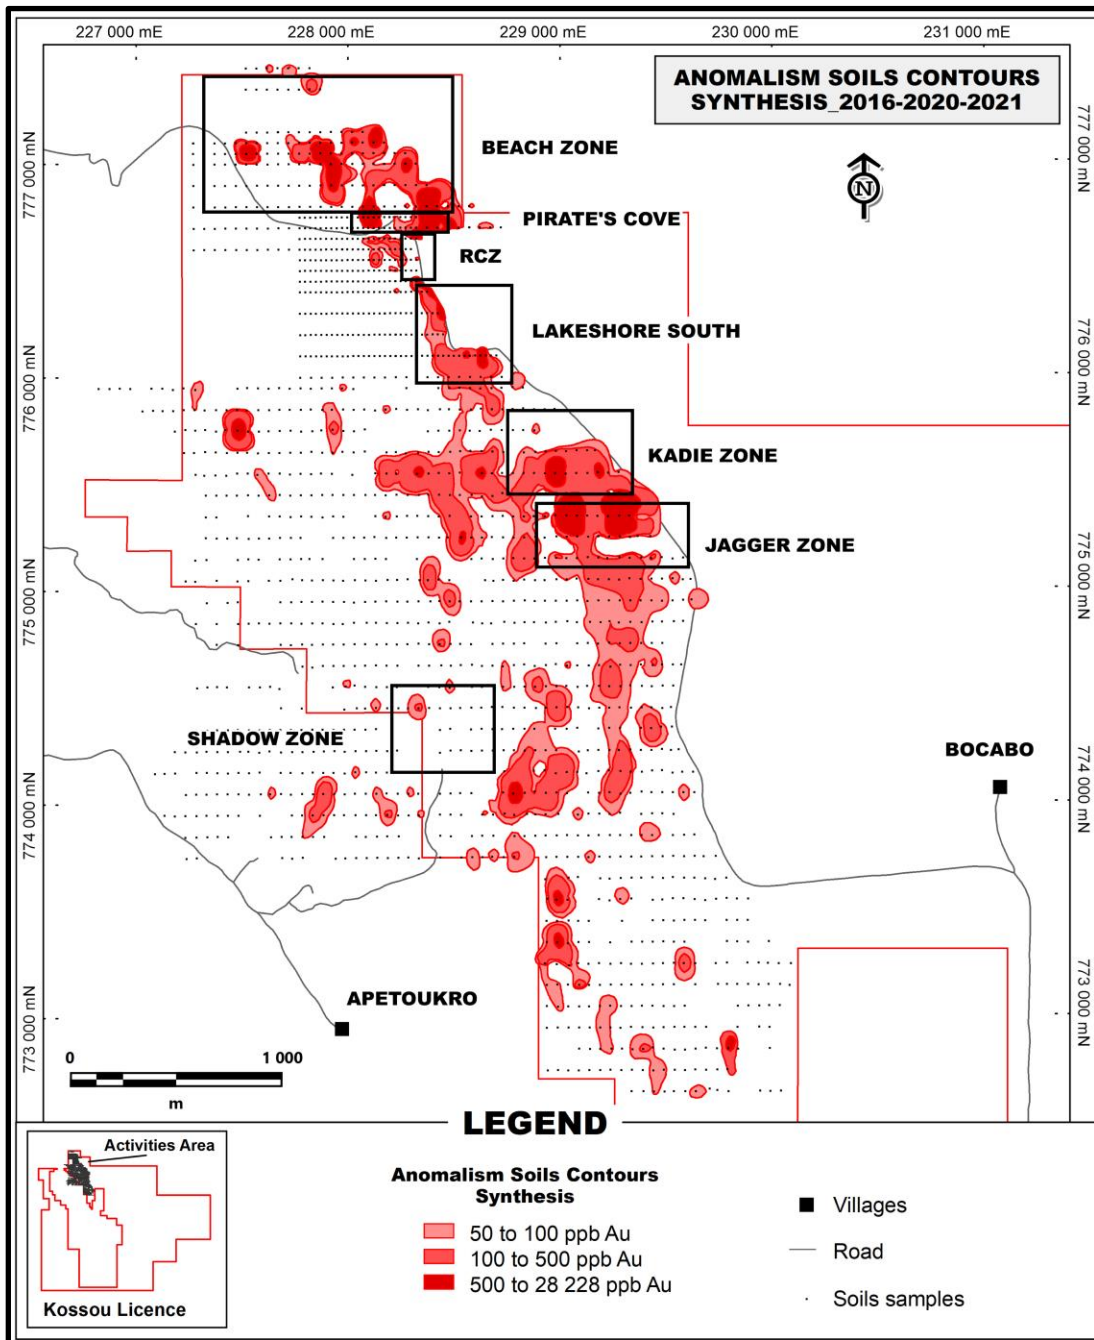 227 000 mE
228 000 mE
229 000 mE
230 000 mE
231 000 mE
ANOMALISM SOILS CONTOURS
SYNTHESIS_2016-2020-2021
777 000 mN
777 000 mN
BEACH ZONE
N
PIRATE'S COVE
RCZ
LAKESHORE SOUTH
776 000 mN
776 000 mN
KADIE ZONE
JAGGER ZONE
775 000 mN
775 000 mN
SHADOW ZONE
BOCABO
774 000 mN
774 000 mN
APETOUKRO
773 000 mN
773 000 mN
0
1 000
m
LEGEND
Activities Area
Kossou Licence
Anomalism Soils Contours
Synthesis
50 to 100 ppb Au
100 to 500 ppb Au
500 to 28 228 ppb Au
Villages
Road
Soils samples